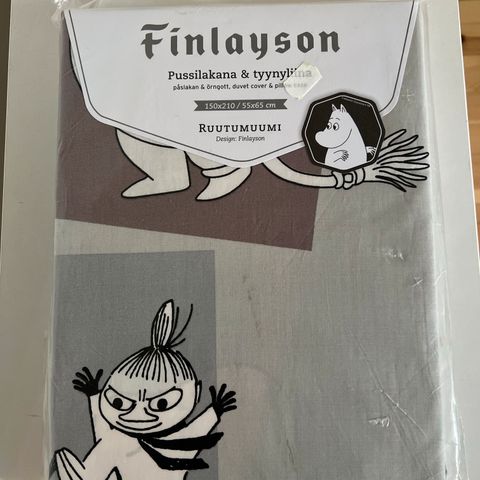 Finlayson
Pussilakana & tyynyliina
påslakan & örngott, duvet cover & pillow case
150x210 / 55x65 cm
RUUTUMUUMI
Design: Finlayson